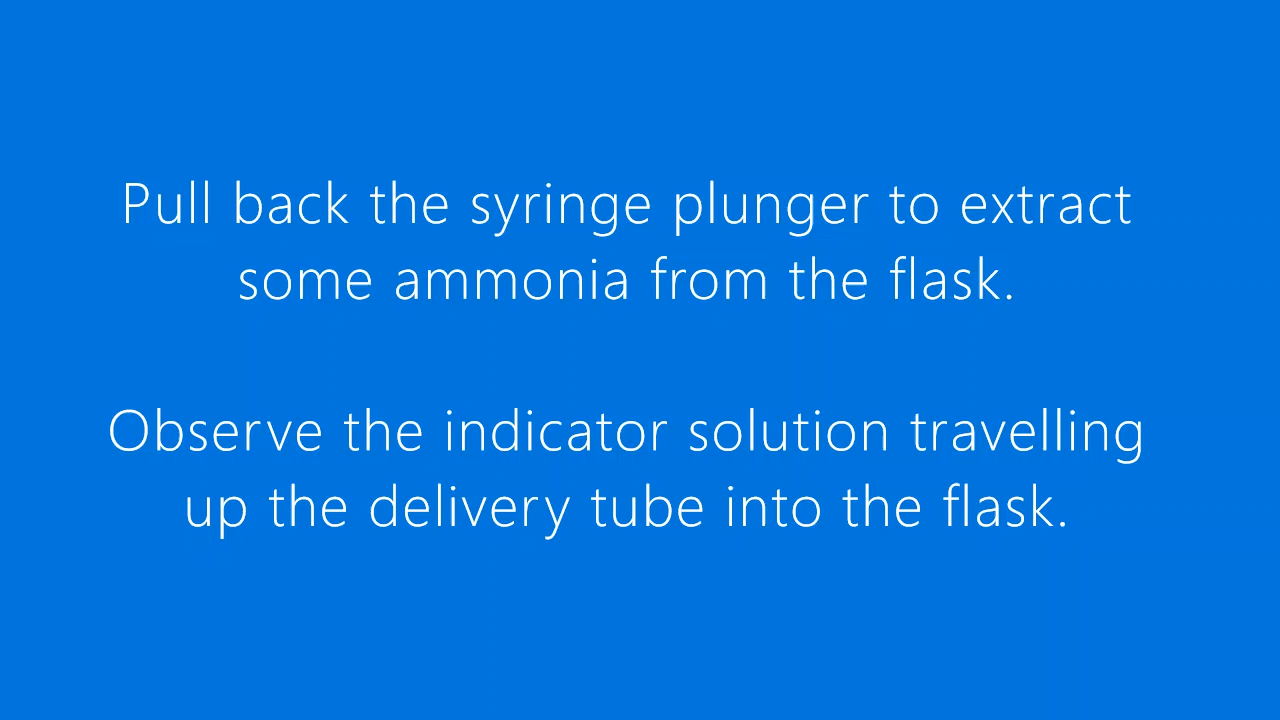 Pull back the syringe plunger to extract
some ammonia from the flask.
Observe the indicator solution travelling
up the delivery tube into the flask.